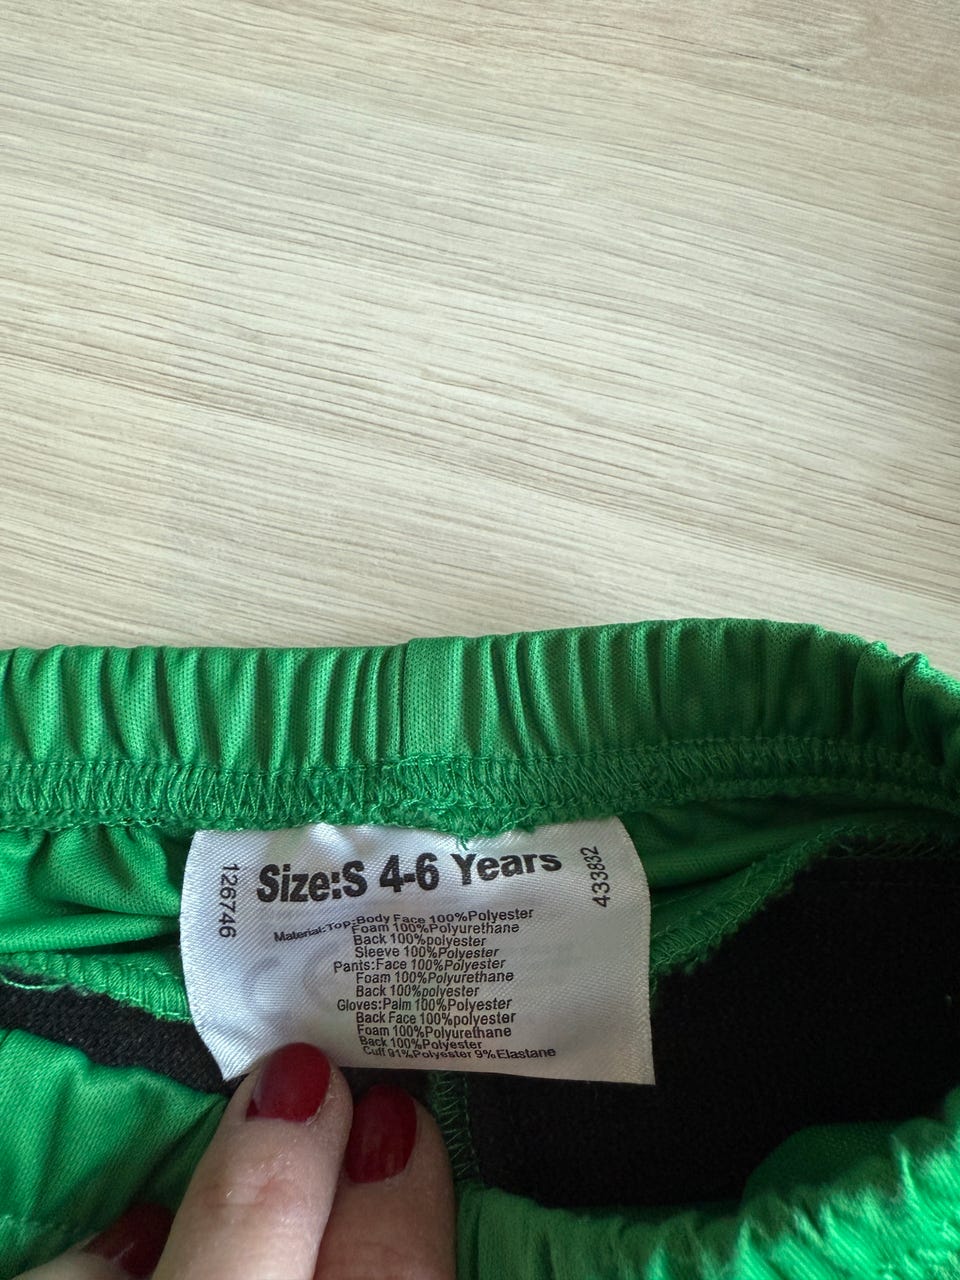 Size:S 4-6 Years
126746
433832
Material:Top:Body Face 100%Polyester
Foam 100%Polyurethane
Back 100%polyester
Sleeve 100%Polyester
Pants:Face 100%Polyester
Foam 100%Polyurethane
Back 100%polyester
Gloves:Palm 100%Polyester
Back Face 100%polyester
Foam 100%Polyurethane
Back 100%Polyester
Cuff 91%Polyester 9%Elastane